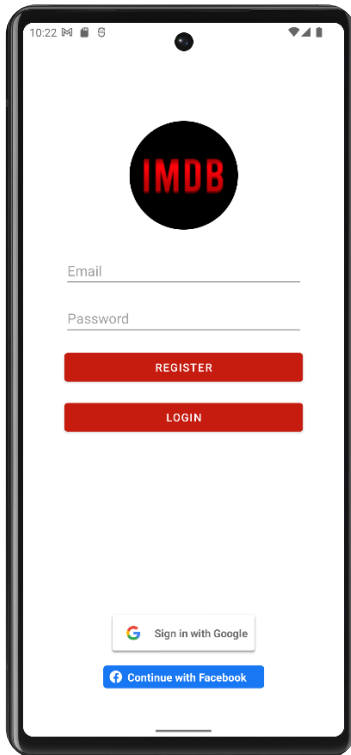 10:22
IMDB
Email
Password
REGISTER
LOGIN
Sign in with Google
Continue with Facebook